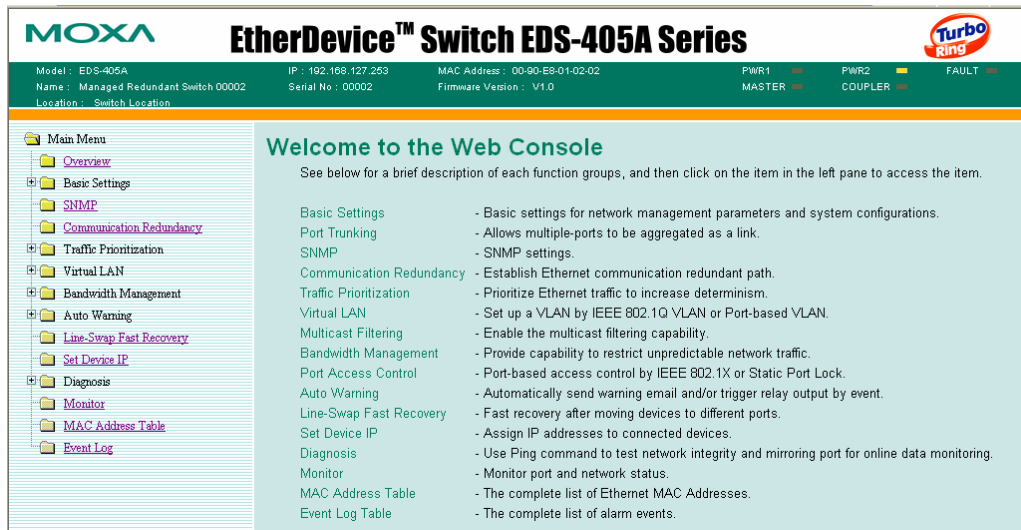 MOXA
EtherDevice™ Switch EDS-405A Series
Turbo
Ring
Model : EDS-405A IP : 192.168.127.253 MAC Address : 00-90-E8-01-02-02 PWR1 PWR2 FAULT
Name : Managed Redundant Switch 00002 Serial No : 00002 Firmware Version : V1.0 MASTER COUPLER
Location : Switch Location
Main Menu
Overview
Basic Settings
SNMP
Communication Redundancy
Traffic Prioritization
Virtual LAN
Bandwidth Management
Auto Warning
Line-Swap Fast Recovery
Set Device IP
Diagnosis
Monitor
MAC Address Table
Event Log
Welcome to the Web Console
See below for a brief description of each function groups, and then click on the item in the left pane to access the item.
Basic Settings - Basic settings for network management parameters and system configurations.
Port Trunking - Allows multiple-ports to be aggregated as a link.
SNMP - SNMP settings.
Communication Redundancy - Establish Ethernet communication redundant path.
Traffic Prioritization - Prioritize Ethernet traffic to increase determinism.
Virtual LAN - Set up a VLAN by IEEE 802.1Q VLAN or Port-based VLAN.
Multicast Filtering - Enable the multicast filtering capability.
Bandwidth Management - Provide capability to restrict unpredictable network traffic.
Port Access Control - Port-based access control by IEEE 802.1X or Static Port Lock.
Auto Warning - Automatically send warning email and/or trigger relay output by event.
Line-Swap Fast Recovery - Fast recovery after moving devices to different ports.
Set Device IP - Assign IP addresses to connected devices.
Diagnosis - Use Ping command to test network integrity and mirroring port for online data monitoring.
Monitor - Monitor port and network status.
MAC Address Table - The complete list of Ethernet MAC Addresses.
Event Log Table - The complete list of alarm events.